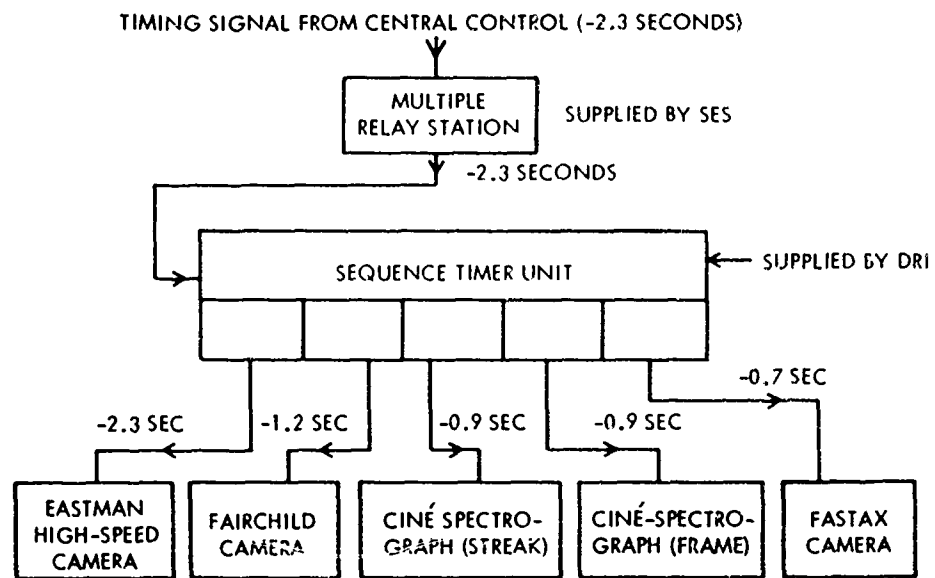 TIMING SIGNAL FROM CENTRAL CONTROL (-2.3 SECONDS)
MULTIPLE
RELAY STATION
SUPPLIED BY SES
-2.3 SECONDS
SEQUENCE TIMER UNIT
SUPPLIED BY DRI
-2.3 SEC
-1.2 SEC
-0.9 SEC
-0.9 SEC
-0.7 SEC
EASTMAN
HIGH-SPEED
CAMERA
FAIRCHILD
CAMERA
CINÉ SPECTRO-
GRAPH (STREAK)
CINÉ-SPECTRO-
GRAPH (FRAME)
FASTAX
CAMERA